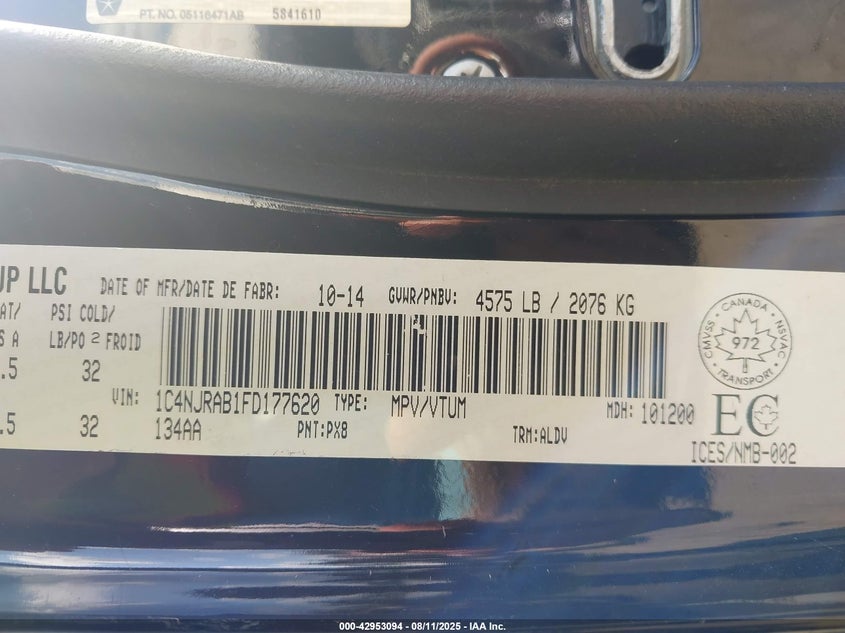 PT. NO. 05116471AB 5841610
UP LLC
DATE OF MFR/DATE DE FABR: 10-14 GVWR/PNBV: 4575 LB / 2076 KG
AT/ PSI COLD/
S A LB/PO 2 FROID
.5 32
VIN: 1C4NJRAB1FD177620 TYPE: MPV/VTUM MDH: 101200
.5 32 134AA PNT:PX8 TRM:ALDV
CANADA
CMVSS NSVAC
972
TRANSPORT
EC
ICES/NMB-002
000-42953094 - 08/11/2025 - IAA Inc.